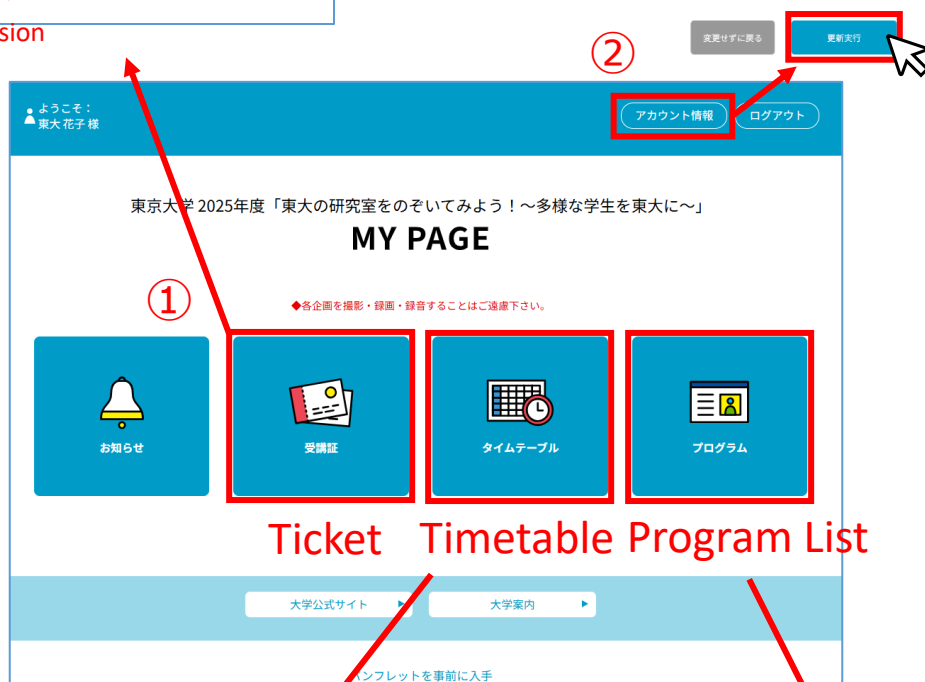 sion
②
変更せずに戻る
更新実行
ようこそ：
東大 花子 様
アカウント情報
ログアウト
東京大学 2025年度「東大の研究室をのぞいてみよう！～多様な学生を東大に～」
MY PAGE
①
◆各企画を撮影・録画・録音することはご遠慮下さい。
お知らせ
受講証
タイムテーブル
プログラム
Ticket
Timetable
Program List
大学公式サイト
大学案内
ンフレットを事前に入手